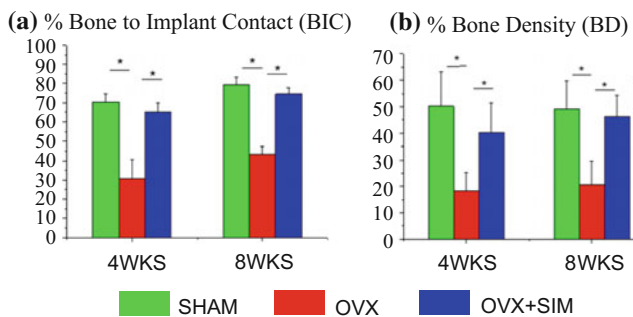 (a) % Bone to Implant Contact (BIC)
100
90
80
70
60
50
40
30
20
10
0
* * * *
4WKS 8WKS
(b) % Bone Density (BD)
70
60
50
40
30
20
10
0
* * * *
4WKS 8WKS
SHAM OVX OVX+SIM